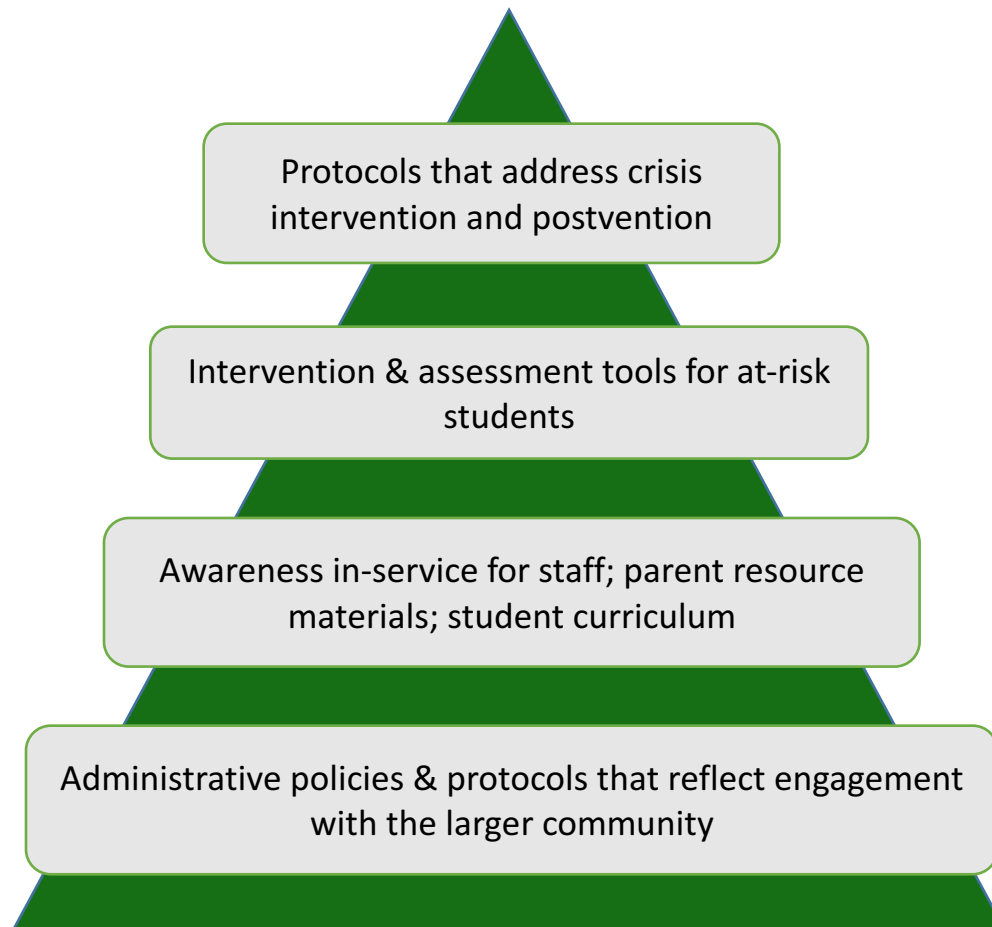 Protocols that address crisis
intervention and postvention
Intervention & assessment tools for at-risk
students
Awareness in-service for staff; parent resource
materials; student curriculum
Administrative policies & protocols that reflect engagement
with the larger community